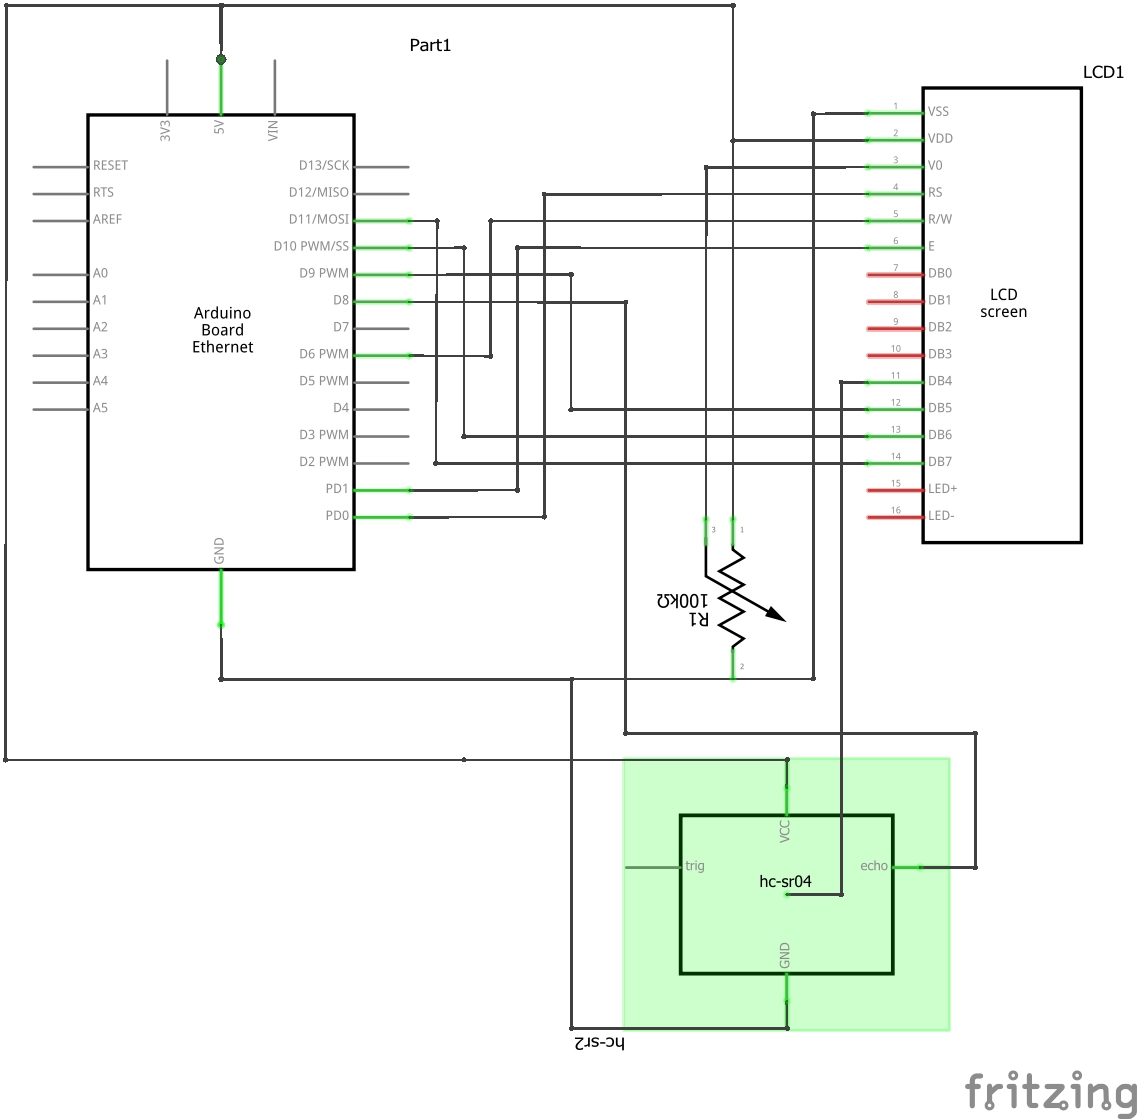 Part1
LCD1
3V3
5V
VIN
RESET
RTS
AREF
A0
A1
A2
A3
A4
A5
Arduino
Board
Ethernet
D13/SCK
D12/MISO
D11/MOSI
D10 PWM/SS
D9 PWM
D8
D7
D6 PWM
D5 PWM
D4
D3 PWM
D2 PWM
PD1
PD0
GND
1 VSS
2 VDD
3 V0
4 RS
5 R/W
6 E
7 DB0
8 DB1
9 DB2
10 DB3
11 DB4
12 DB5
13 DB6
14 DB7
15 LED+
16 LED-
LCD
screen
3
1
R1
100kΩ
2
VCC
trig
echo
hc-sr04
GND
hc-sr2
fritzing